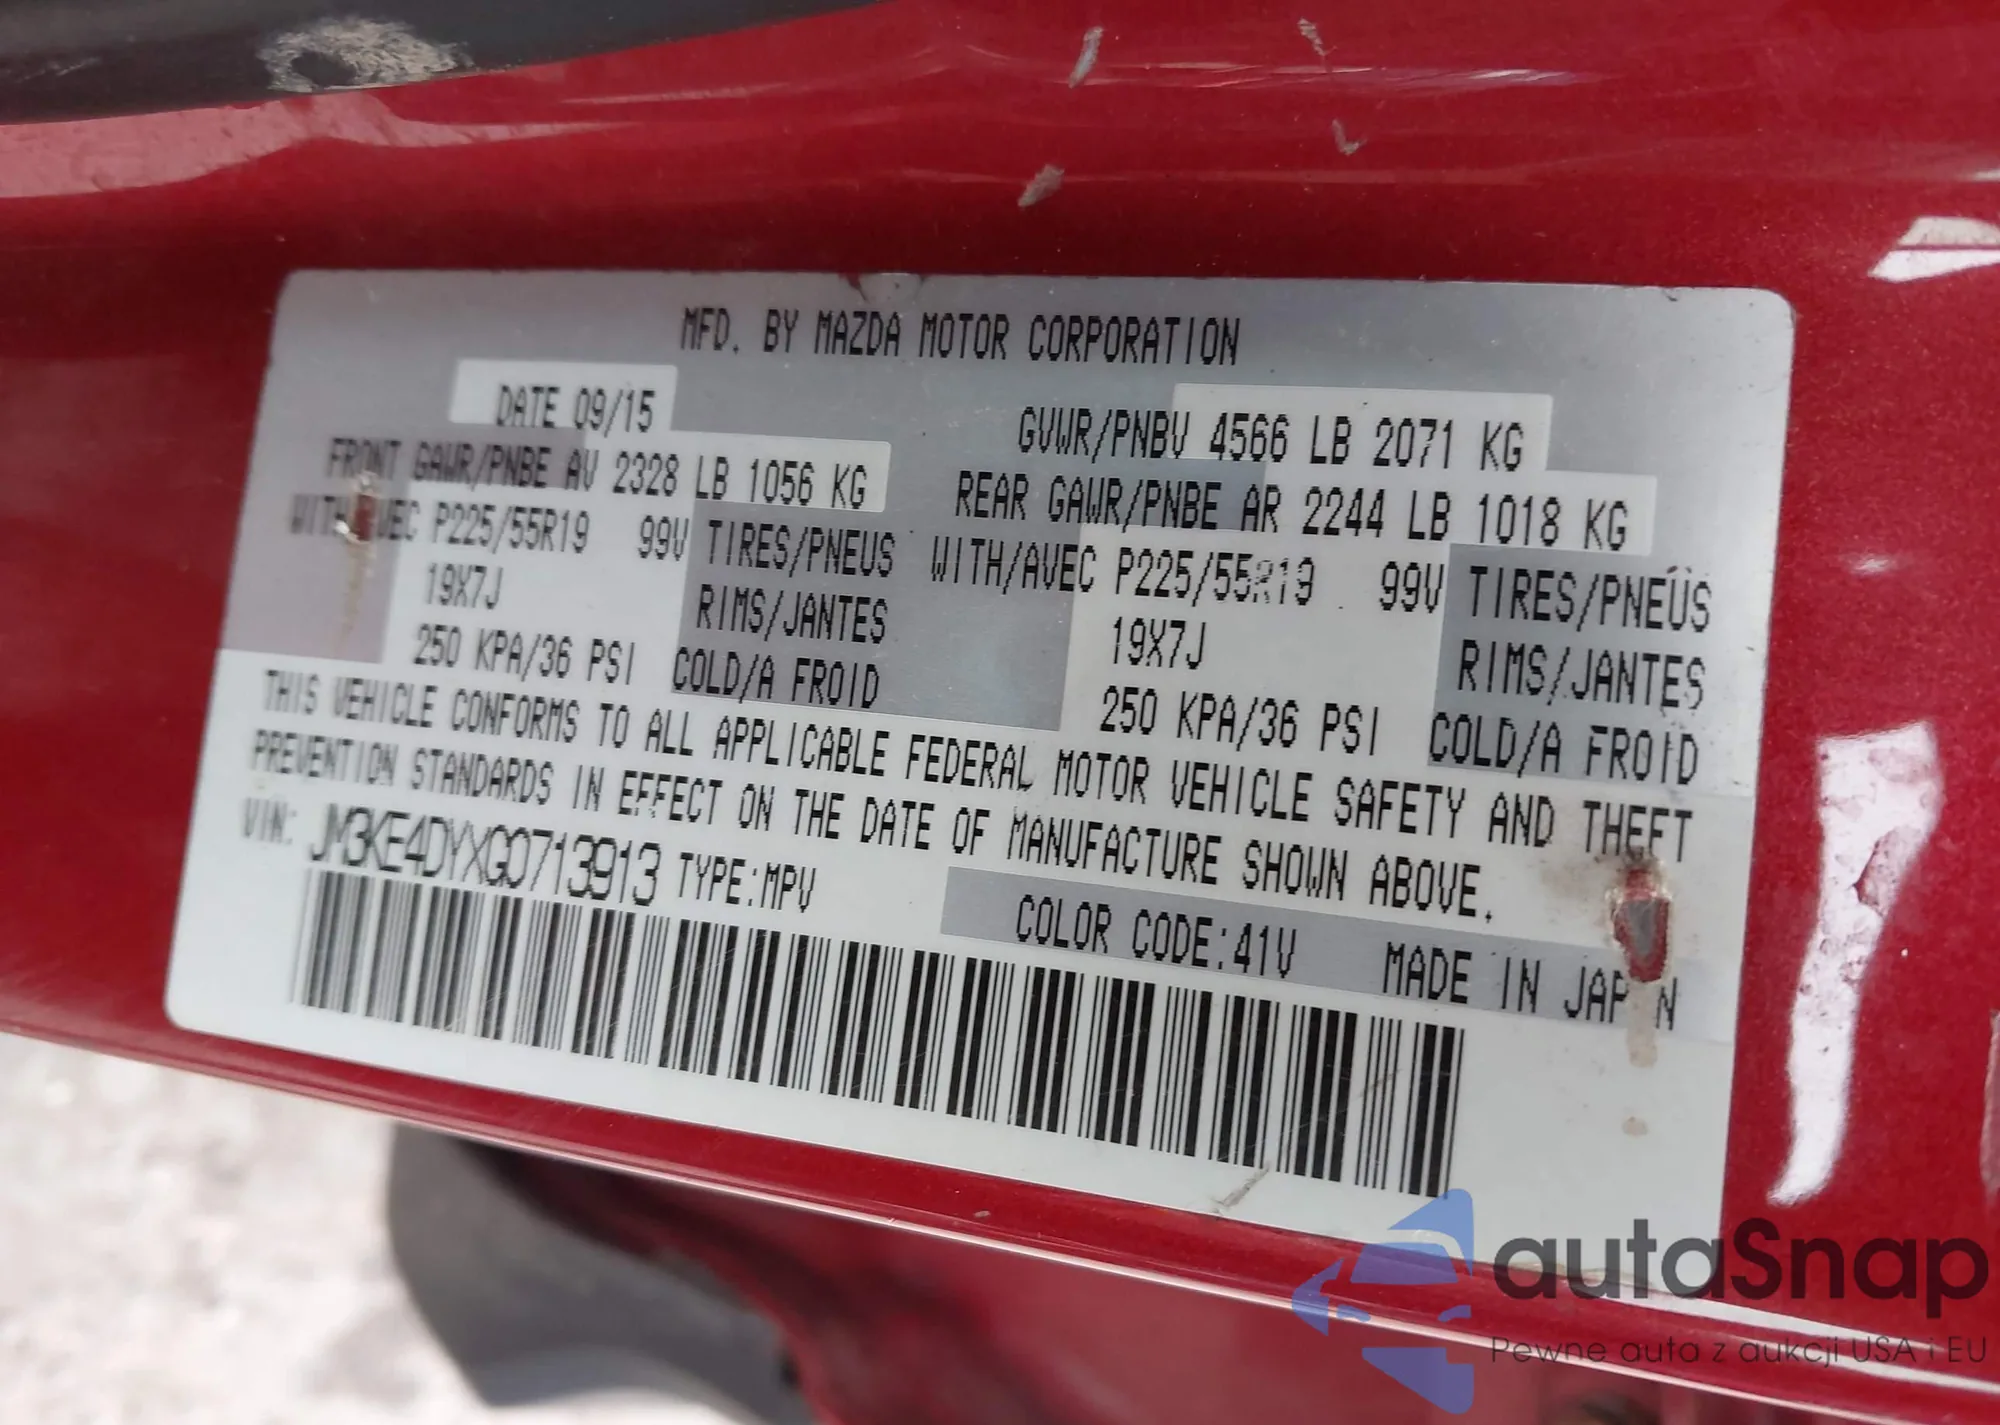 MFD. BY MAZDA MOTOR CORPORATION
DATE 09/15
GVWR/PNBV 4566 LB 2071 KG
FRONT GAWR/PNBE AV 2328 LB 1056 KG
REAR GAWR/PNBE AR 2244 LB 1018 KG
WITH/AVEC P225/55R19 99V TIRES/PNEUS
WITH/AVEC P225/55R19 99V TIRES/PNEUS
19X7J RIMS/JANTES
19X7J RIMS/JANTES
250 KPA/36 PSI COLD/A FROID
250 KPA/36 PSI COLD/A FROID
THIS VEHICLE CONFORMS TO ALL APPLICABLE FEDERAL MOTOR VEHICLE SAFETY AND THEFT
PREVENTION STANDARDS IN EFFECT ON THE DATE OF MANUFACTURE SHOWN ABOVE.
VIN: JM3KE4DYXG0713913 TYPE:MPV
COLOR CODE:41V MADE IN JAPAN
autaSnap
Pewne auta z aukcji USA i EU